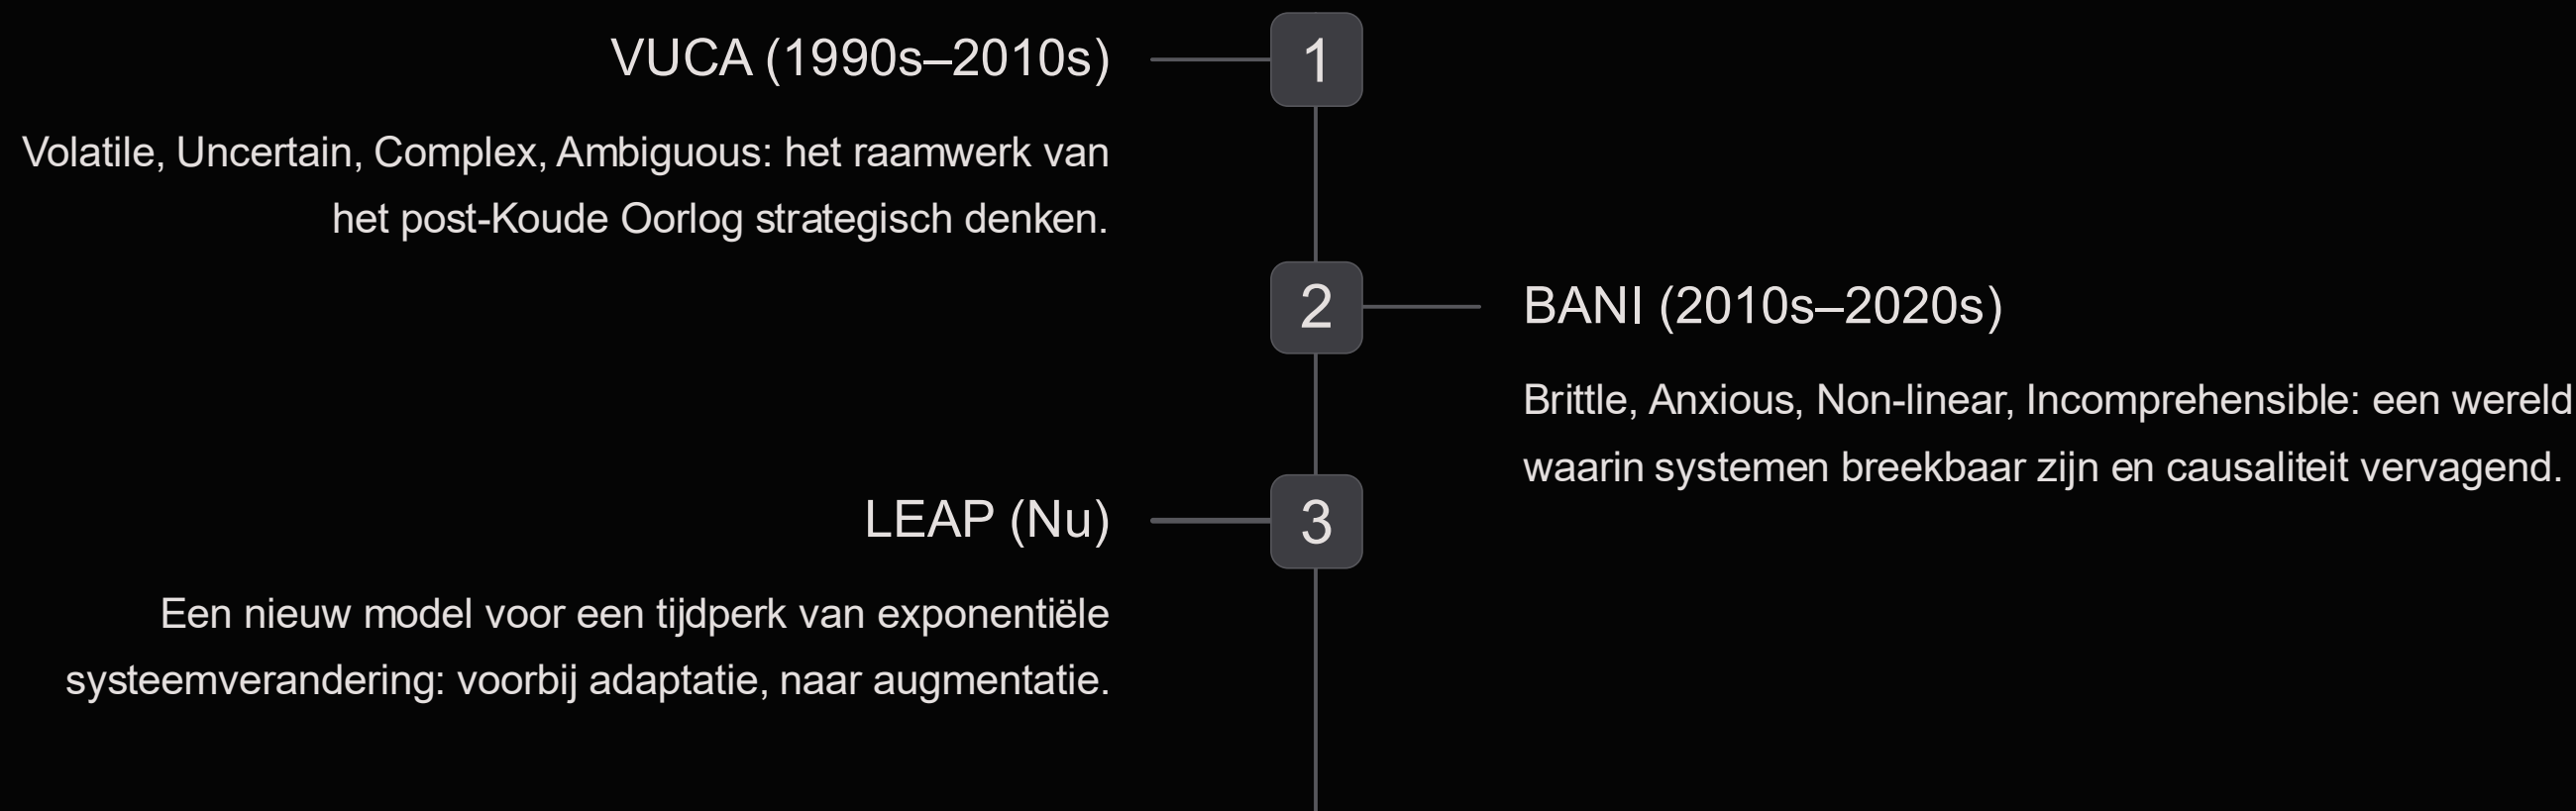 VUCA (1990s–2010s)
1
Volatile, Uncertain, Complex, Ambiguous: het raamwerk van
het post-Koude Oorlog strategisch denken.
2
BANI (2010s–2020s)
Brittle, Anxious, Non-linear, Incomprehensible: een wereld
waarin systemen breekbaar zijn en causaliteit vervagend.
LEAP (Nu)
3
Een nieuw model voor een tijdperk van exponentiële
systeemverandering: voorbij adaptatie, naar augmentatie.